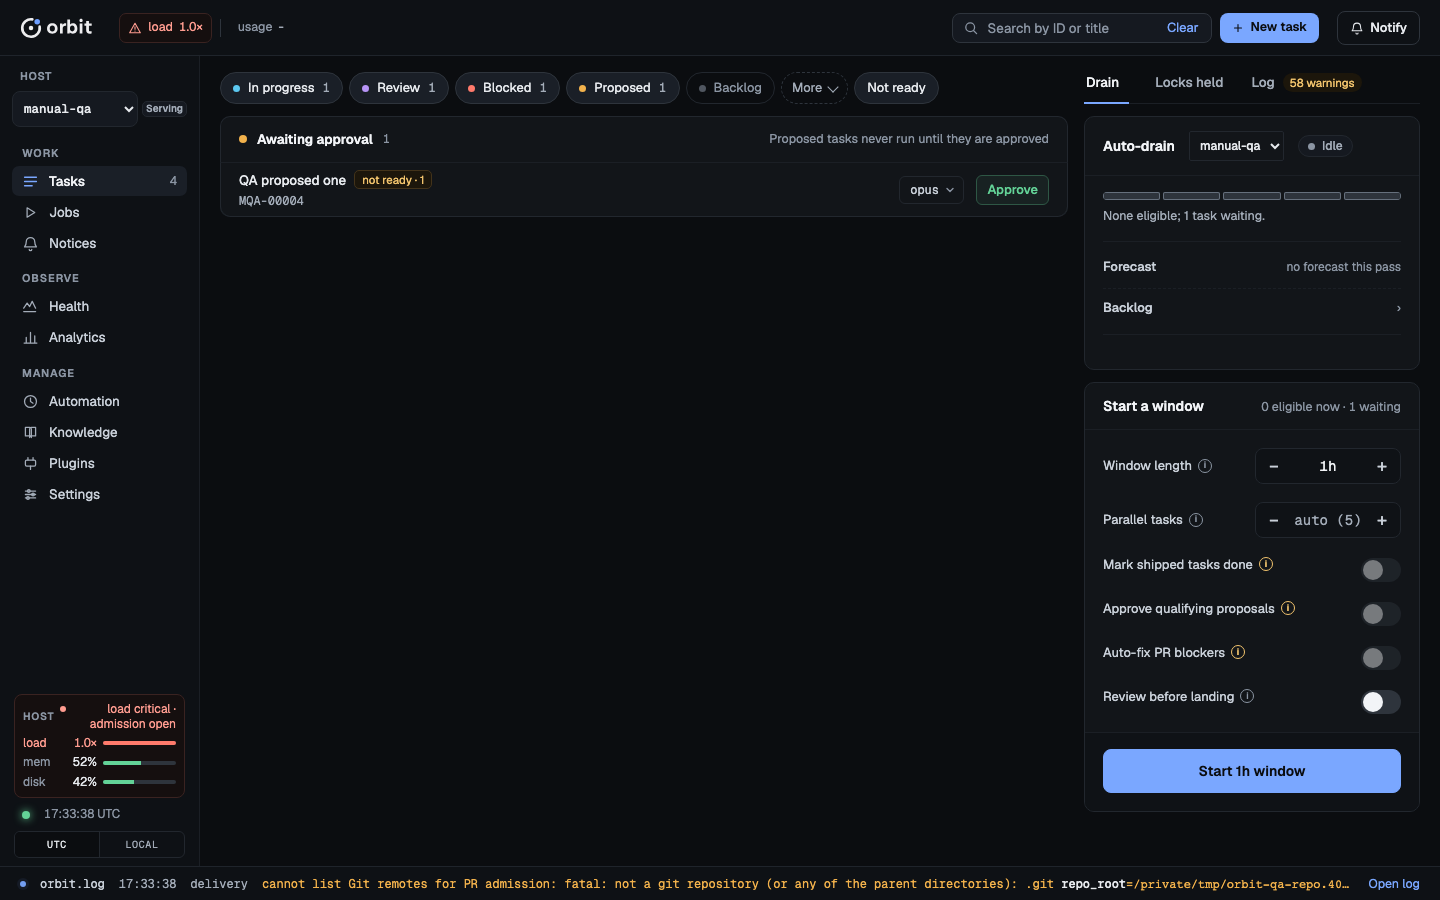 orbit
load 1.0×
usage -
Search by ID or title
Clear
+ New task
Notify
HOST
manual-qa
Serving
WORK
Tasks 4
Jobs
Notices
OBSERVE
Health
Analytics
MANAGE
Automation
Knowledge
Plugins
Settings
HOST
load critical ·
admission open
load 1.0×
mem 52%
disk 42%
17:33:38 UTC
UTC
LOCAL
In progress 1
Review 1
Blocked 1
Proposed 1
Backlog
More
Not ready
Awaiting approval 1
Proposed tasks never run until they are approved
QA proposed one
not ready · 1
MQA-00004
opus
Approve
Drain
Locks held
Log
58 warnings
Auto-drain
manual-qa
Idle
None eligible; 1 task waiting.
Forecast
no forecast this pass
Backlog
›
Start a window
0 eligible now · 1 waiting
Window length
− 1h +
Parallel tasks
− auto (5) +
Mark shipped tasks done
Approve qualifying proposals
Auto-fix PR blockers
Review before landing
Start 1h window
orbit.log 17:33:38 delivery cannot list Git remotes for PR admission: fatal: not a git repository (or any of the parent directories): .git repo_root=/private/tmp/orbit-qa-repo.40…
Open log